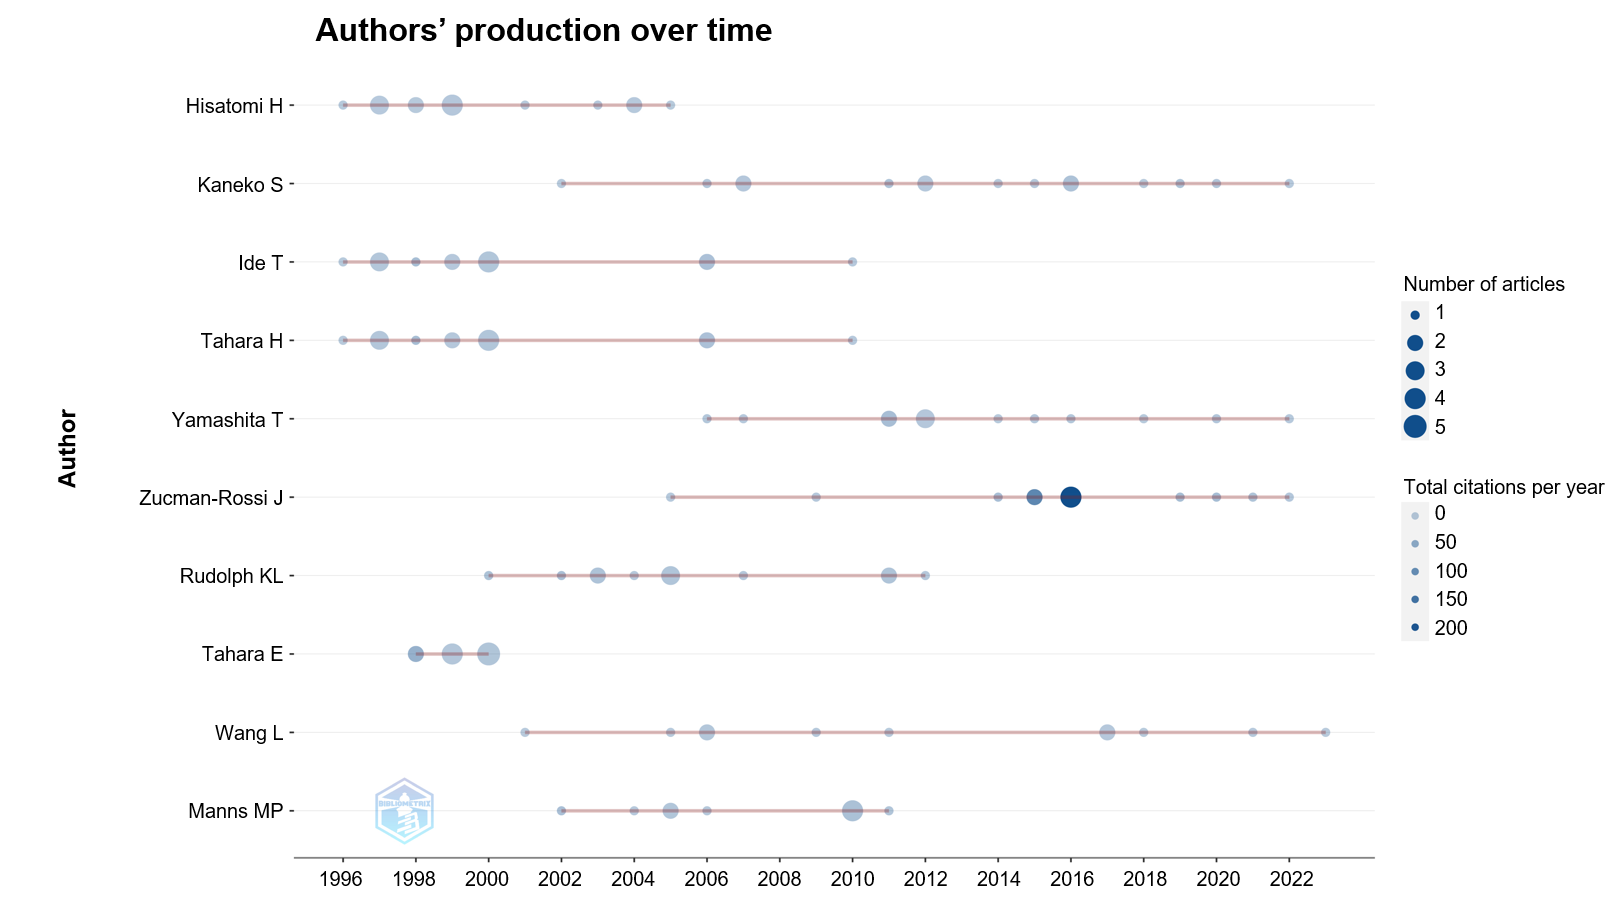 Authors’ production over time
Author
Hisatomi H
Kaneko S
Ide T
Tahara H
Yamashita T
Zucman-Rossi J
Rudolph KL
Tahara E
Wang L
Manns MP
BIBLIOMETRIX
1996 1998 2000 2002 2004 2006 2008 2010 2012 2014 2016 2018 2020 2022
Number of articles
1
2
3
4
5
Total citations per year
0
50
100
150
200